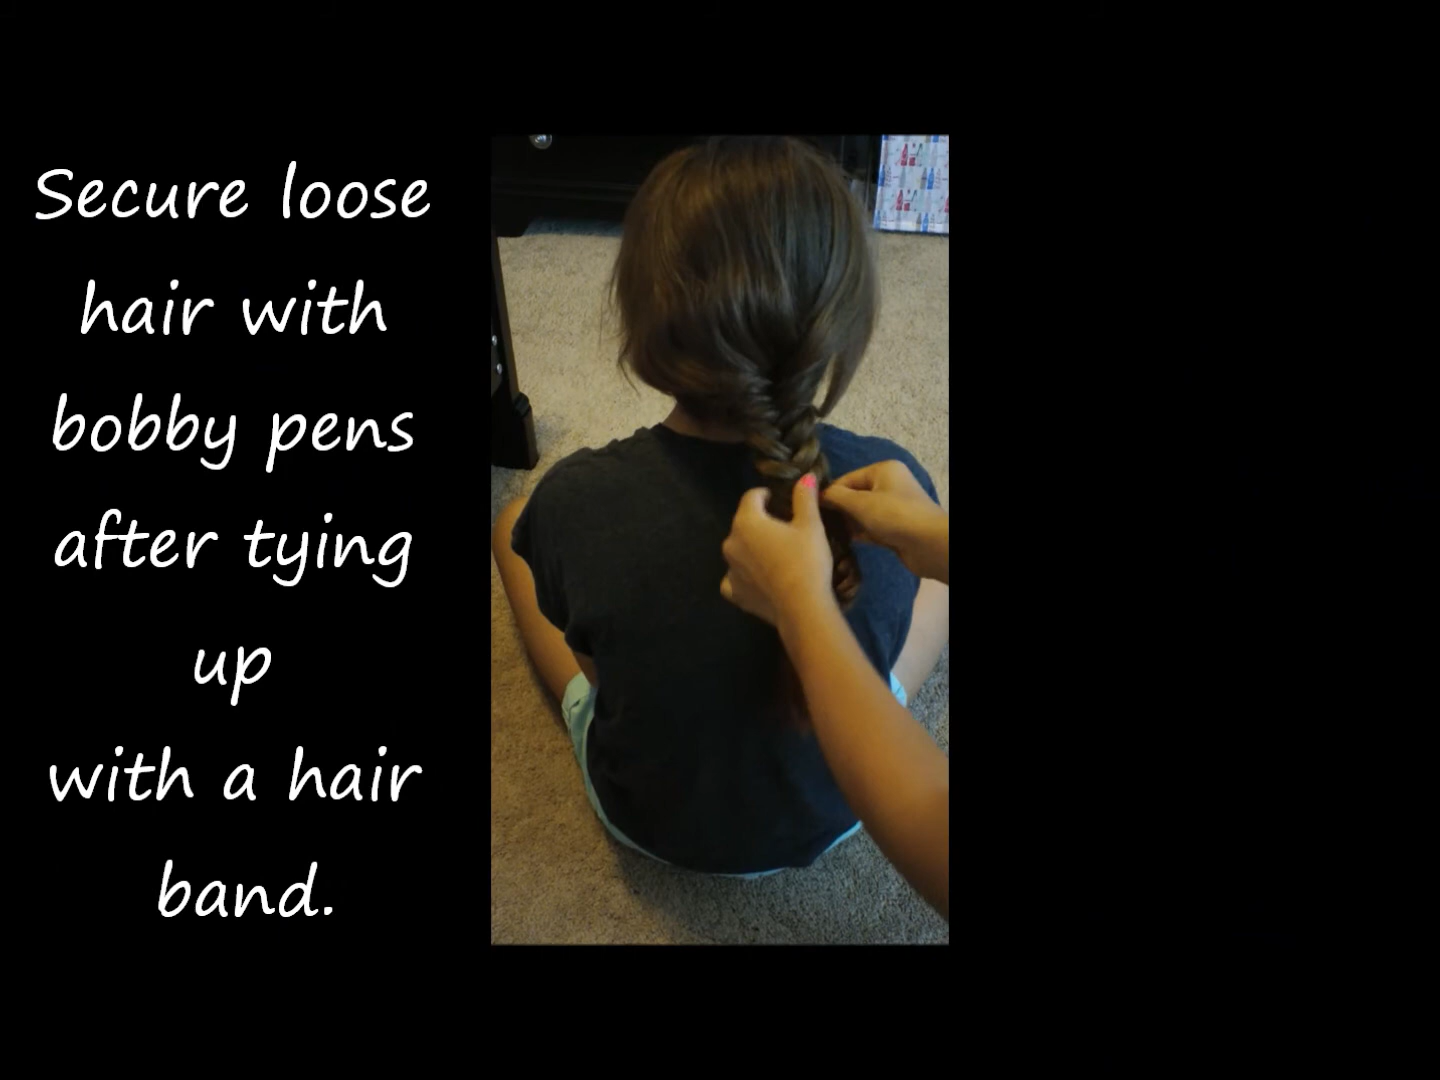 Secure loose
hair with
bobby pens
after tying
up
with a hair
band.